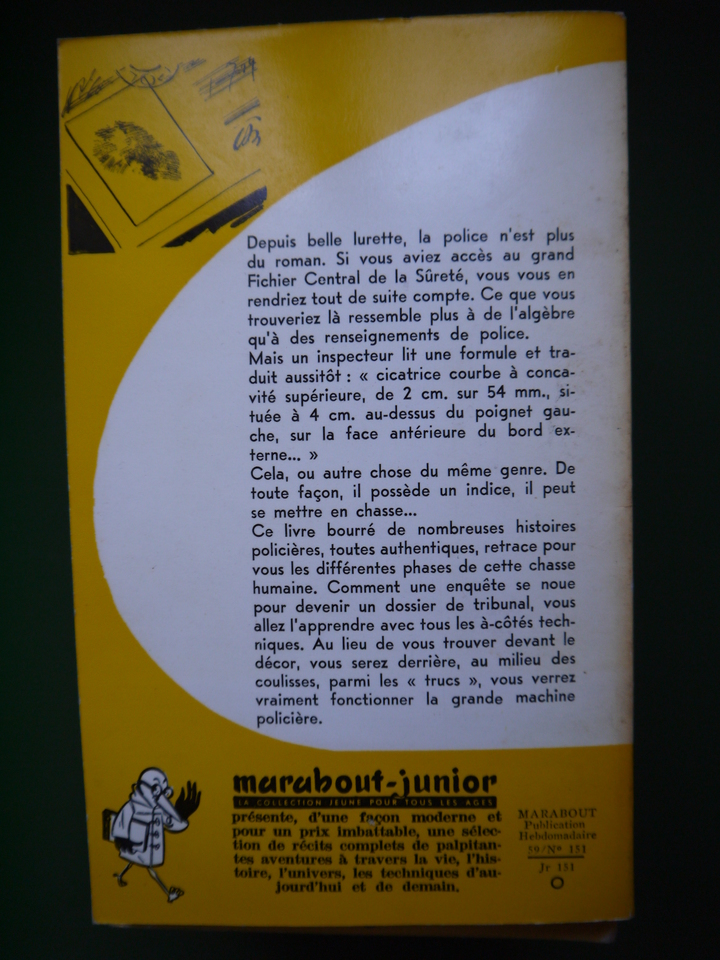 Depuis belle lurette, la police n'est plus
du roman. Si vous aviez accès au grand
Fichier Central de la Sûreté, vous vous en
rendriez tout de suite compte. Ce que vous
trouveriez là ressemble plus à de l'algèbre
qu'à des renseignements de police.
Mais un inspecteur lit une formule et tra-
duit aussitôt : « cicatrice courbe à conca-
vité supérieure, de 2 cm. sur 54 mm., si-
tuée à 4 cm. au-dessus du poignet gau-
che, sur la face antérieure du bord ex-
terne... »
Cela, ou autre chose du même genre. De
toute façon, il possède un indice, il peut
se mettre en chasse...
Ce livre bourré de nombreuses histoires
policières, toutes authentiques, retrace pour
vous les différentes phases de cette chasse
humaine. Comment une enquête se noue
pour devenir un dossier de tribunal, vous
allez l'apprendre avec tous les à-côtés tech-
niques. Au lieu de vous trouver devant le
décor, vous serez derrière, au milieu des
coulisses, parmi les « trucs », vous verrez
vraiment fonctionner la grande machine
policière.
marabout-junior
LA COLLECTION JEUNE POUR TOUS LES AGES
présente, d'une façon moderne et
pour un prix imbattable, une sélec-
tion de récits complets de palpitan-
tes aventures à travers la vie, l'his-
toire, l'univers, les techniques d'au-
jourd'hui et de demain.
MARABOUT
Publication
Hebdomadaire
59/Nº 151
Jr 151